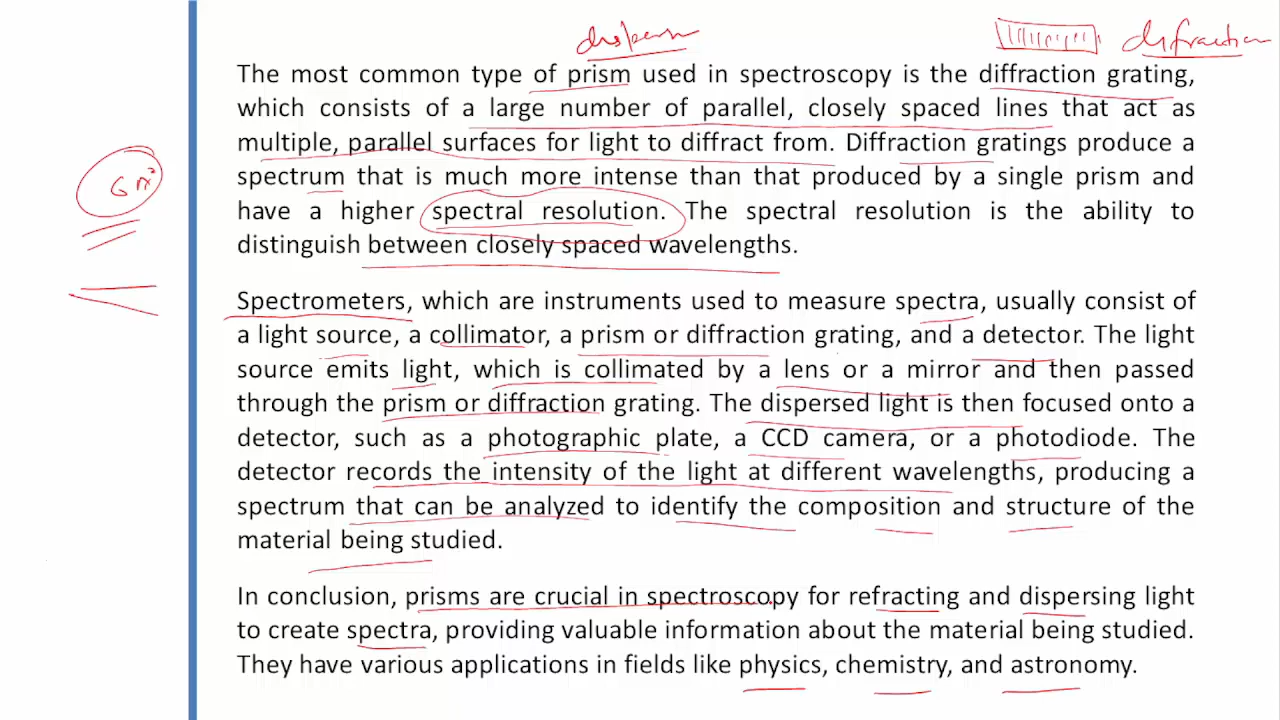 dispersion
difraction
The most common type of prism used in spectroscopy is the diffraction grating,
which consists of a large number of parallel, closely spaced lines that act as
multiple, parallel surfaces for light to diffract from. Diffraction gratings produce a
spectrum that is much more intense than that produced by a single prism and
have a higher spectral resolution. The spectral resolution is the ability to
distinguish between closely spaced wavelengths.
Spectrometers, which are instruments used to measure spectra, usually consist of
a light source, a collimator, a prism or diffraction grating, and a detector. The light
source emits light, which is collimated by a lens or a mirror and then passed
through the prism or diffraction grating. The dispersed light is then focused onto a
detector, such as a photographic plate, a CCD camera, or a photodiode. The
detector records the intensity of the light at different wavelengths, producing a
spectrum that can be analyzed to identify the composition and structure of the
material being studied.
In conclusion, prisms are crucial in spectroscopy for refracting and dispersing light
to create spectra, providing valuable information about the material being studied.
They have various applications in fields like physics, chemistry, and astronomy.